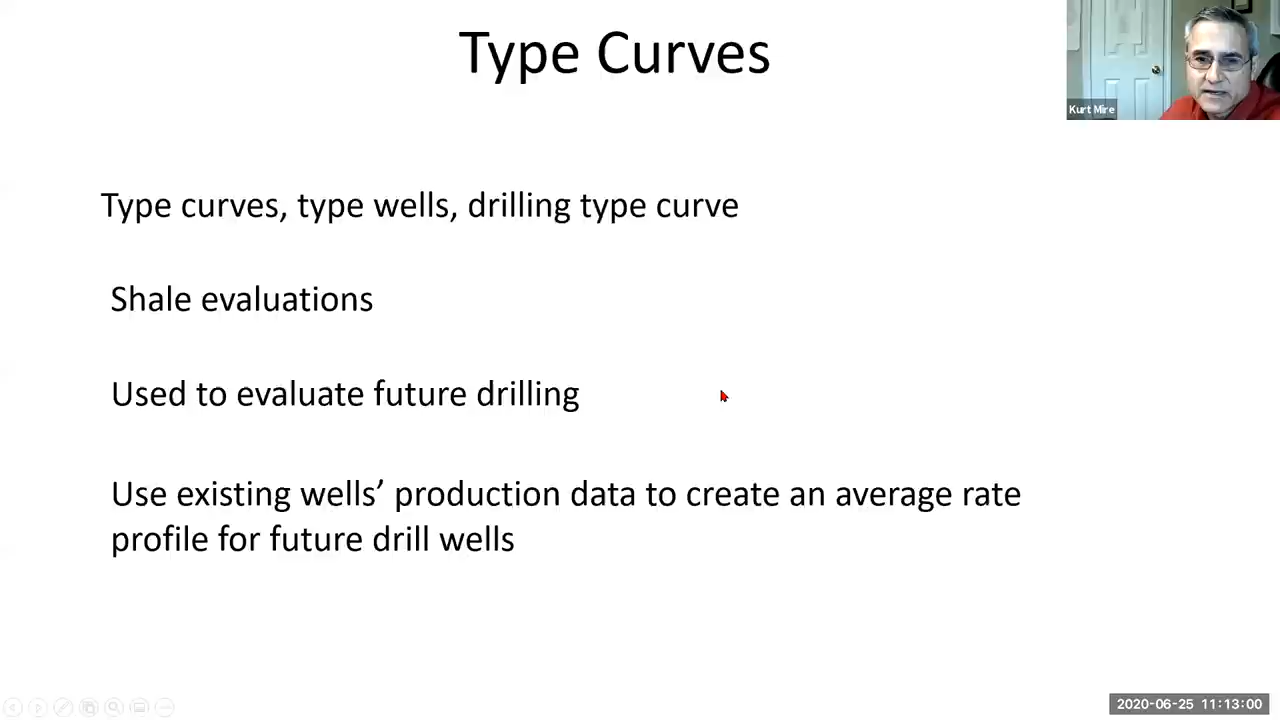 Type Curves
Kurt Mire
Type curves, type wells, drilling type curve
Shale evaluations
Used to evaluate future drilling
Use existing wells’ production data to create an average rate
profile for future drill wells
2020-06-25 11:13:00